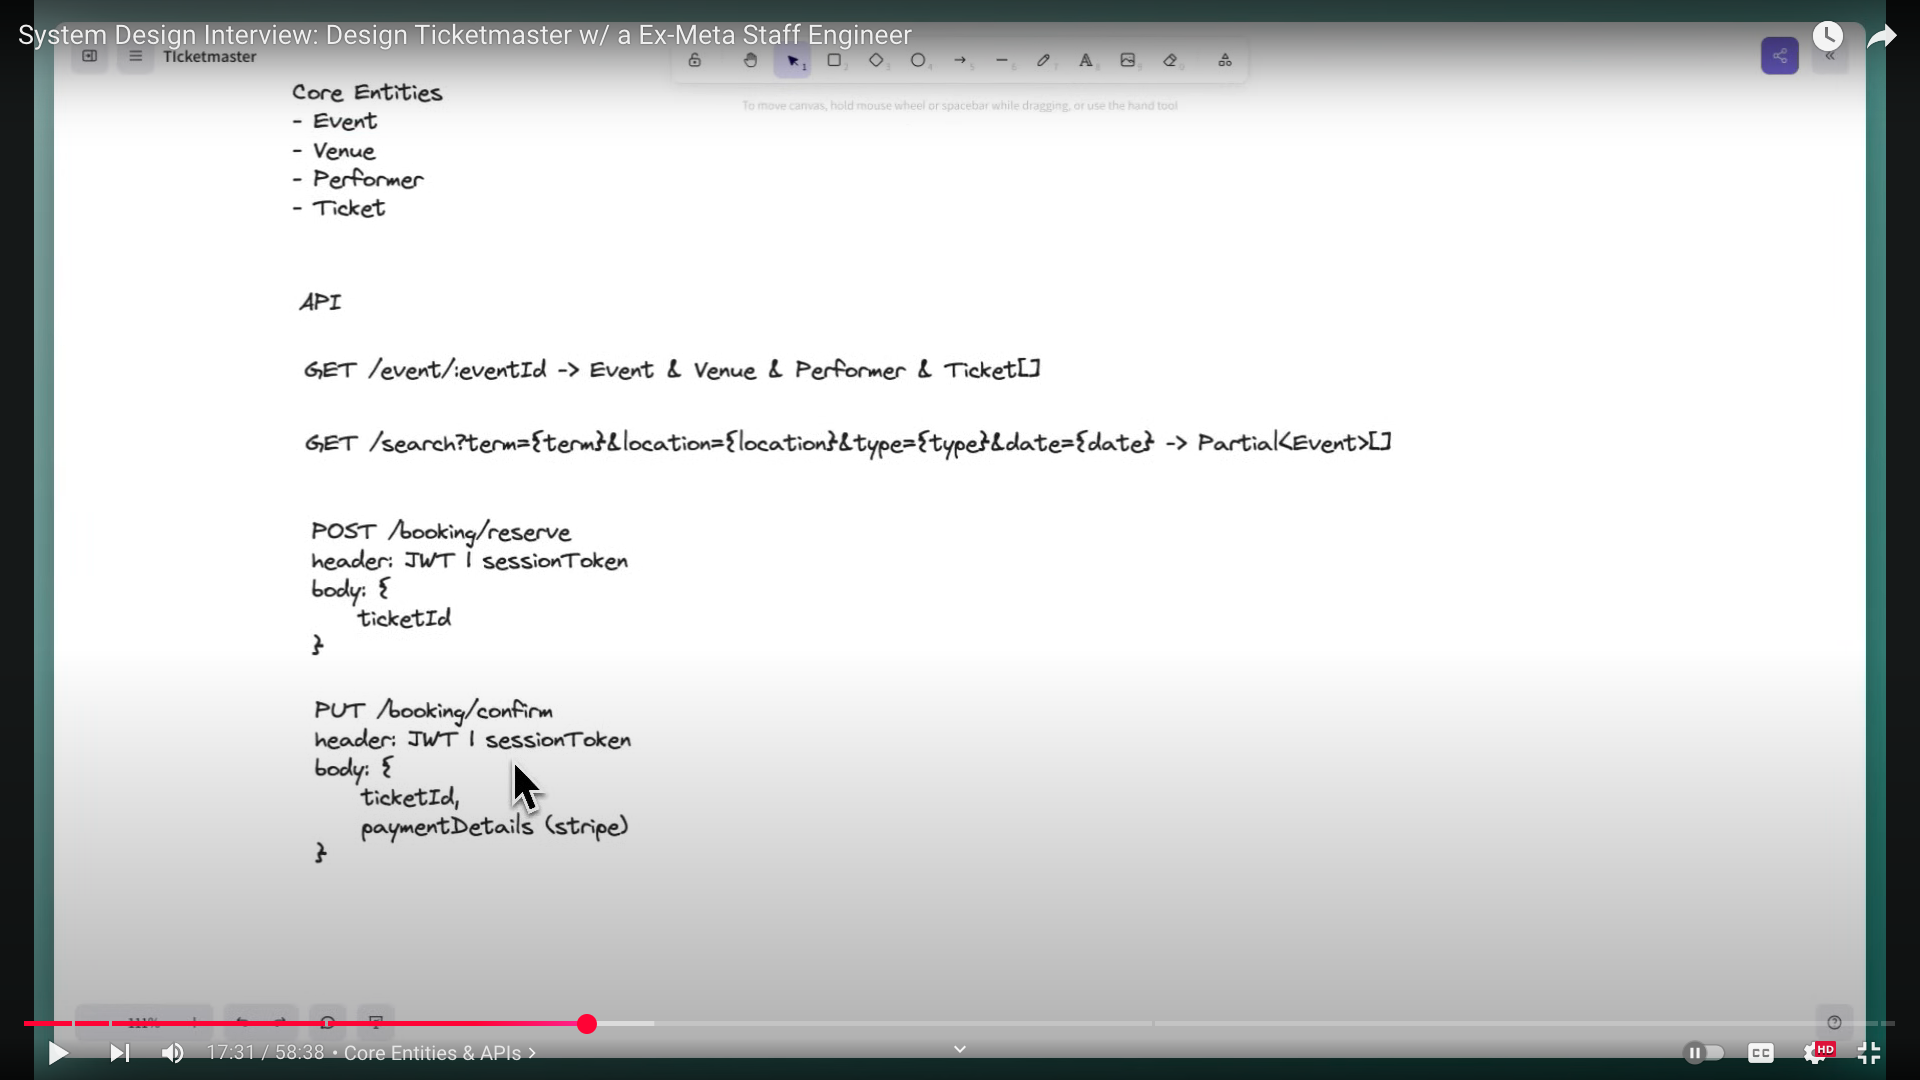 System Design Interview: Design Ticketmaster w/ a Ex-Meta Staff Engineer
TIcketmaster
To move canvas, hold mouse wheel or spacebar while dragging, or use the hand tool
Core Entities
- Event
- Venue
- Performer
- Ticket
API
GET /event/:eventId -> Event & Venue & Performer & Ticket[]
GET /search?term={term}&location={location}&type={type}&date={date} -> Partial<Event>[]
POST /booking/reserve
header: JWT | sessionToken
body: {
ticketId
}
PUT /booking/confirm
header: JWT | sessionToken
body: {
ticketId,
paymentDetails (stripe)
}
111%
17:31 / 58:38 • Core Entities & APIs >
CC
HD